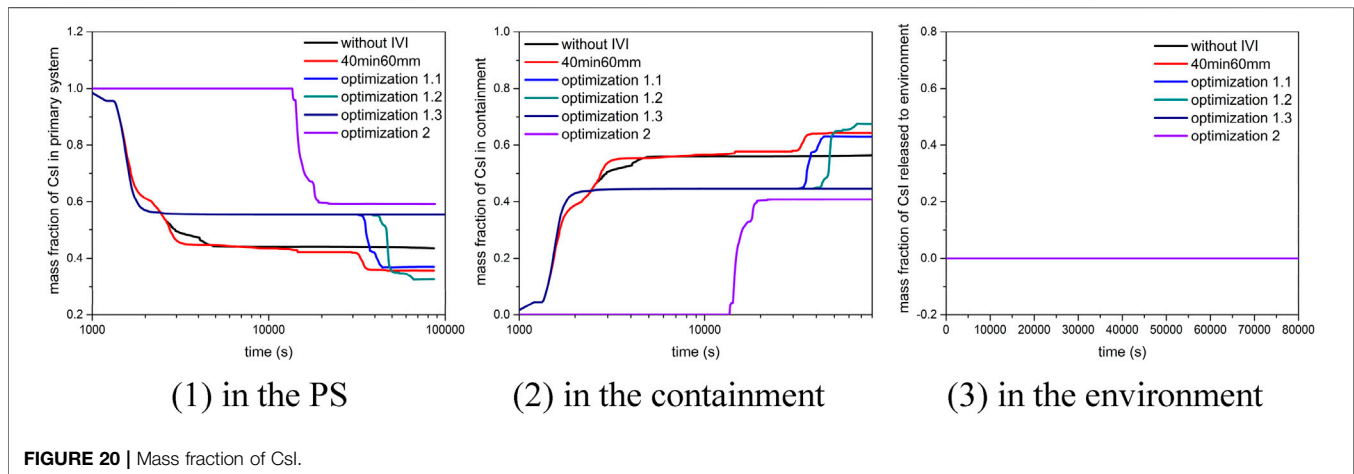 mass fraction of CsI in primary system
1.2
1.0
0.8
0.6
0.4
0.2
1000
10000
100000
time (s)
without IVI
40min60mm
optimization 1.1
optimization 1.2
optimization 1.3
optimization 2
(1) in the PS
mass fraction of CsI in containment
1.0
0.8
0.6
0.4
0.2
0.0
1000
10000
time (s)
without IVI
40min60mm
optimization 1.1
optimization 1.2
optimization 1.3
optimization 2
(2) in the containment
mass fraction of CsI released to environment
0.8
0.6
0.4
0.2
0.0
-0.2
0
10000
20000
30000
40000
50000
60000
70000
80000
time (s)
without IVI
40min60mm
optimization 1.1
optimization 1.2
optimization 1.3
optimization 2
(3) in the environment
FIGURE 20 | Mass fraction of CsI.